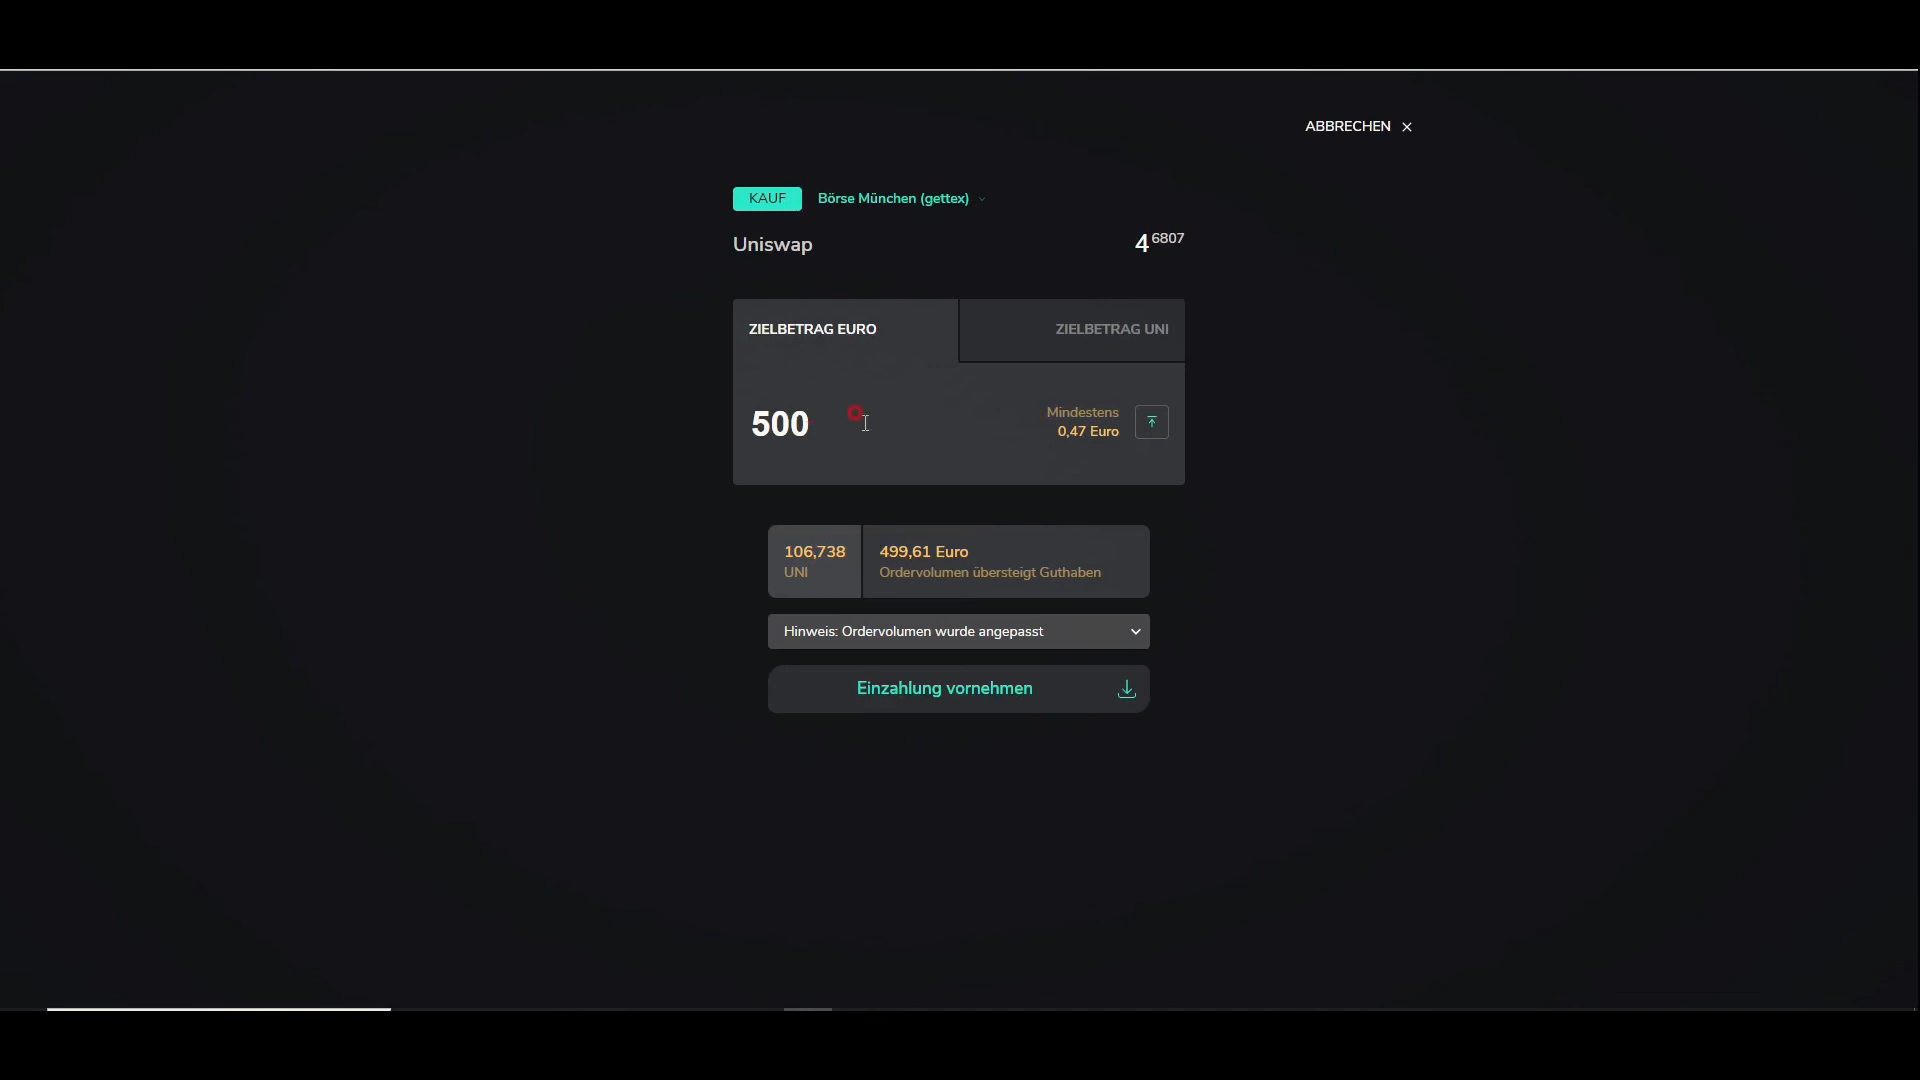 ABBRECHEN
KAUF Börse München (gettex)
Uniswap 4 6807
ZIELBETRAG EURO ZIELBETRAG UNI
500
Mindestens
0,47 Euro
106,738 499,61 Euro
UNI Ordervolumen übersteigt Guthaben
Hinweis: Ordervolumen wurde angepasst
Einzahlung vornehmen